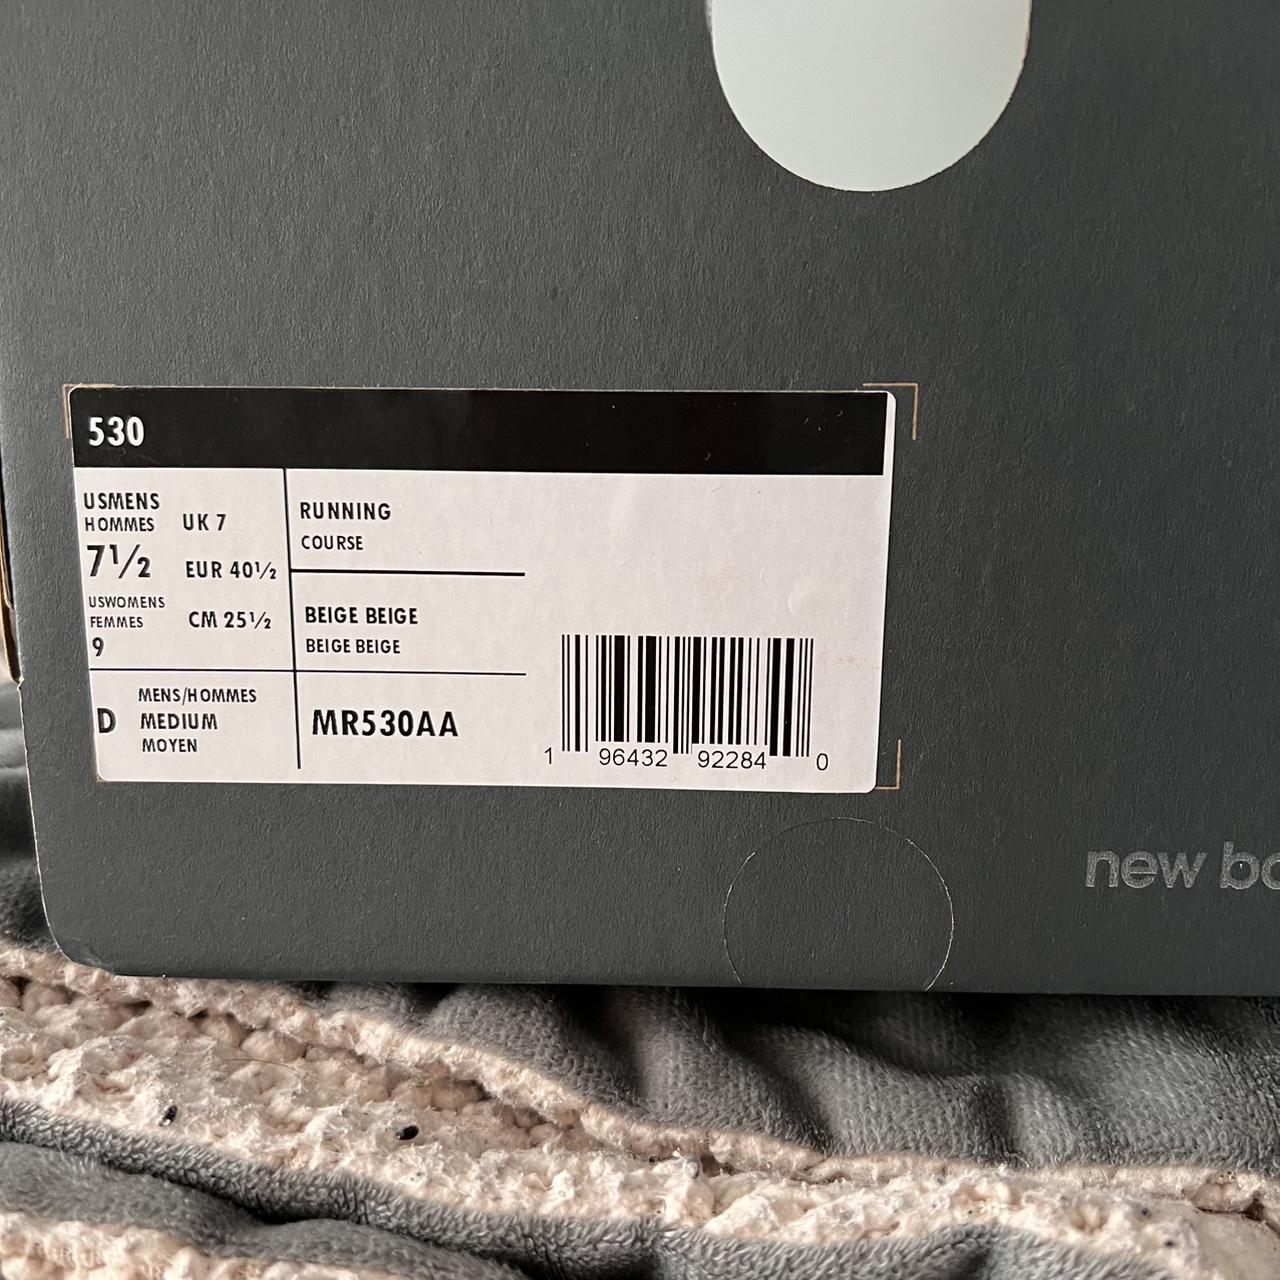 530
USMENS
HOMMES
7½
USWOMENS
FEMMES
9
UK 7
EUR 40½
CM 25½
RUNNING
COURSE
BEIGE BEIGE
BEIGE BEIGE
D
MENS/HOMMES
MEDIUM
MOYEN
MR530AA
1 96432 92284 0
new